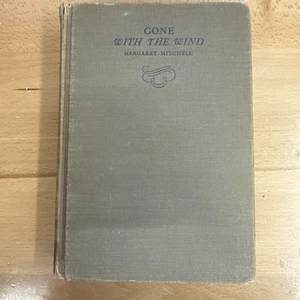 GONE
WITH THE WIND
MARGARET MITCHELL